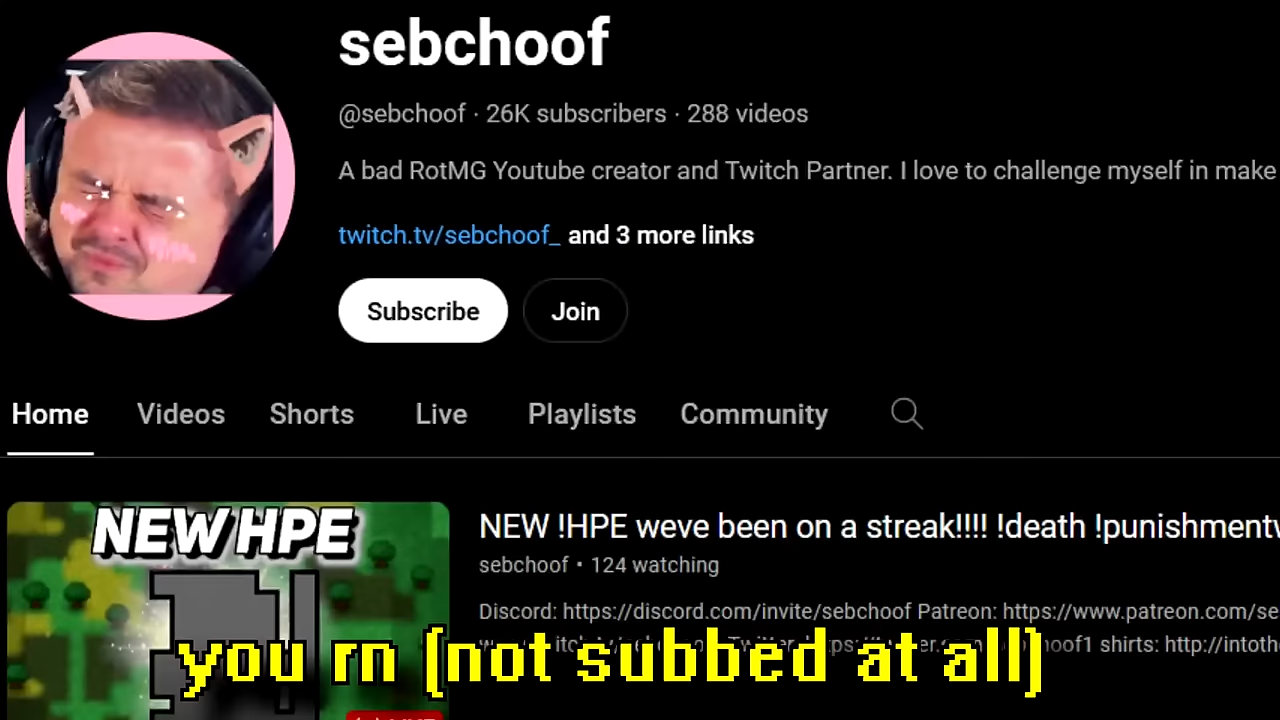 sebchoof
@sebchoof · 26K subscribers · 288 videos
A bad RotMG Youtube creator and Twitch Partner. I love to challenge myself in make
twitch.tv/sebchoof_ and 3 more links
Subscribe Join
Home Videos Shorts Live Playlists Community
NEW HPE
NEW !HPE weve been on a streak!!!! !death !punishmentw
sebchoof • 124 watching
Discord: https://discord.com/invite/sebchoof Patreon: https://www.patreon.com/se
shirts: http://intothe
you rn (not subbed at all)